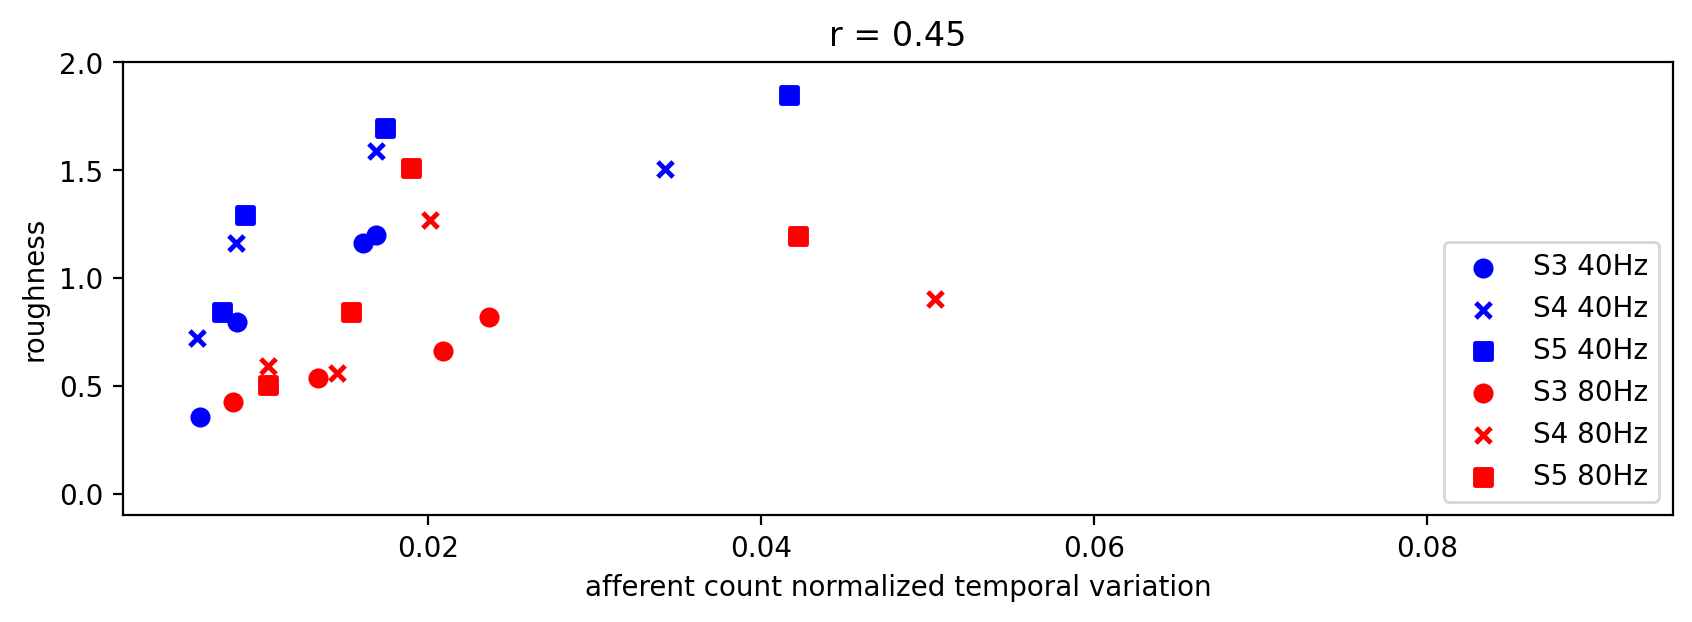 r = 0.45
2.0
1.5
1.0
0.5
0.0
roughness
0.02 0.04 0.06 0.08
afferent count normalized temporal variation
S3 40Hz
S4 40Hz
S5 40Hz
S3 80Hz
S4 80Hz
S5 80Hz